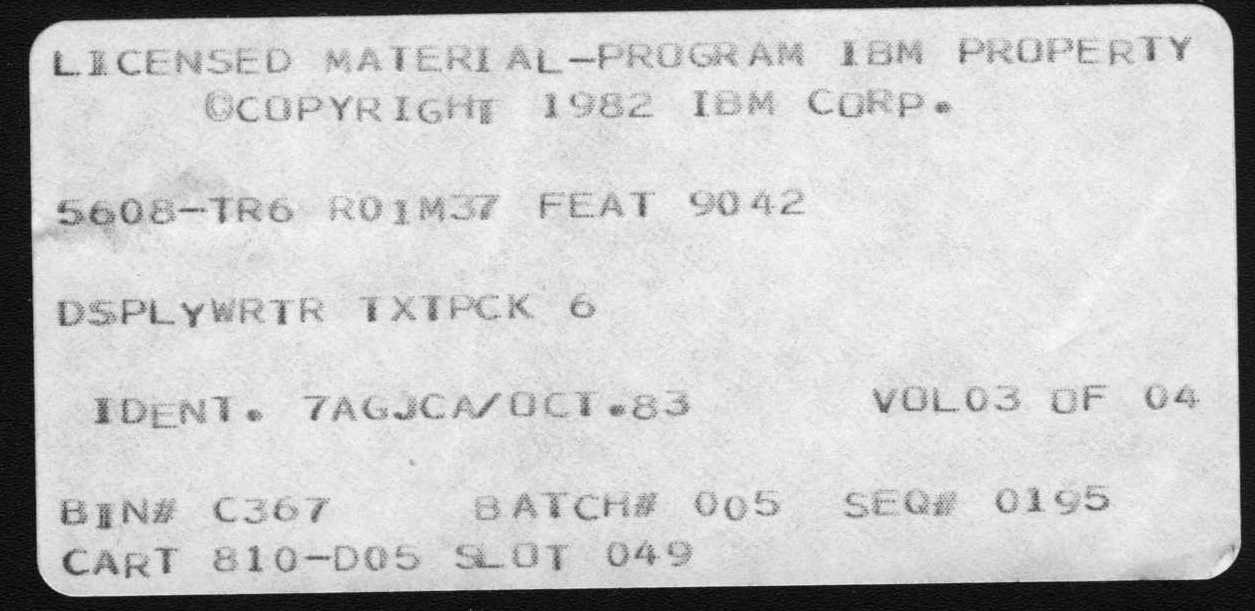 LICENSED MATERIAL-PROGRAM IBM PROPERTY
©COPYRIGHT 1982 IBM CORP.
5608-TR6 R01M37 FEAT 9042
DSPLYWRTR TXTPCK 6
IDENT. 7AGJCA/OCT.83 VOL03 OF 04
BIN# C367 BATCH# 005 SEQ# 0195
CART 810-D05 SLOT 049